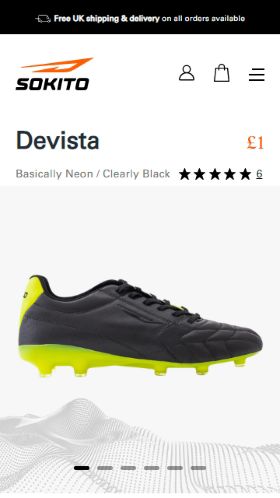 Free UK shipping & delivery on all orders available
SOKITO
Devista
£1
Basically Neon / Clearly Black
6